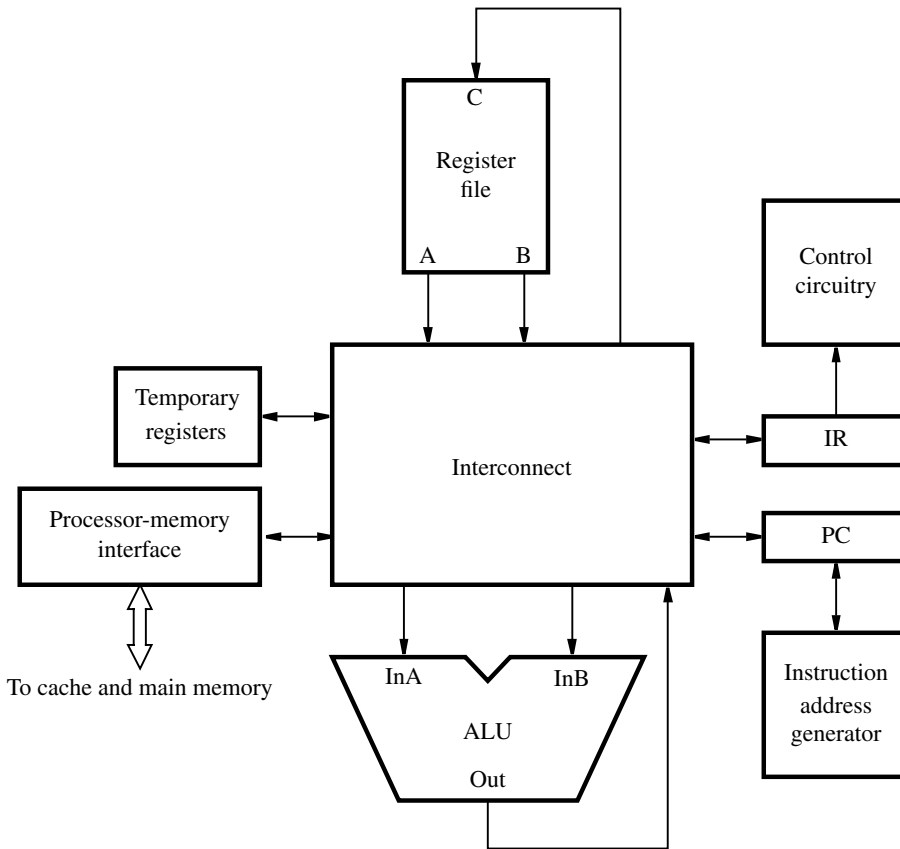 C
Register
file
A
B
Control
circuitry
Temporary
registers
IR
Interconnect
Processor-memory
interface
PC
To cache and main memory
InA
InB
Instruction
address
generator
ALU
Out